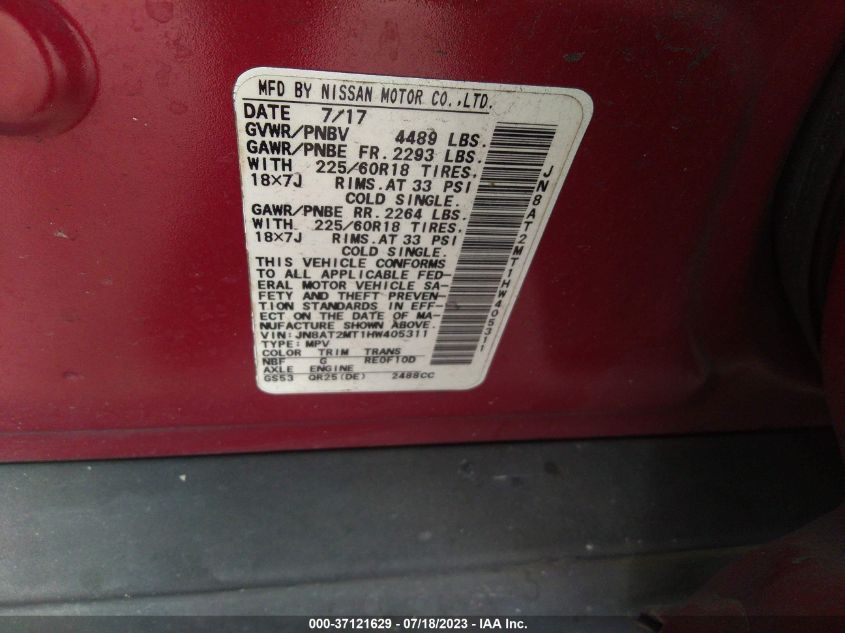 MFD BY NISSAN MOTOR CO.,LTD.
DATE 7/17
GVWR/PNBV 4489 LBS.
GAWR/PNBE FR. 2293 LBS.
WITH 225/60R18 TIRES.
18×7J RIMS.AT 33 PSI
COLD SINGLE.
GAWR/PNBE RR. 2264 LBS.
WITH 225/60R18 TIRES.
18×7J RIMS.AT 33 PSI
COLD SINGLE.
THIS VEHICLE CONFORMS
TO ALL APPLICABLE FED-
ERAL MOTOR VEHICLE SA-
FETY AND THEFT PREVEN-
TION STANDARDS IN EFF-
ECT ON THE DATE OF MA-
NUFACTURE SHOWN ABOVE.
VIN: JN8AT2MT1HW405311
TYPE: MPV
COLOR TRIM TRANS
NBF G RE0F10D
AXLE ENGINE
GS53 QR25(DE) 2488CC
JN8AT2MT1HW405311
000-37121629 - 07/18/2023 - IAA Inc.